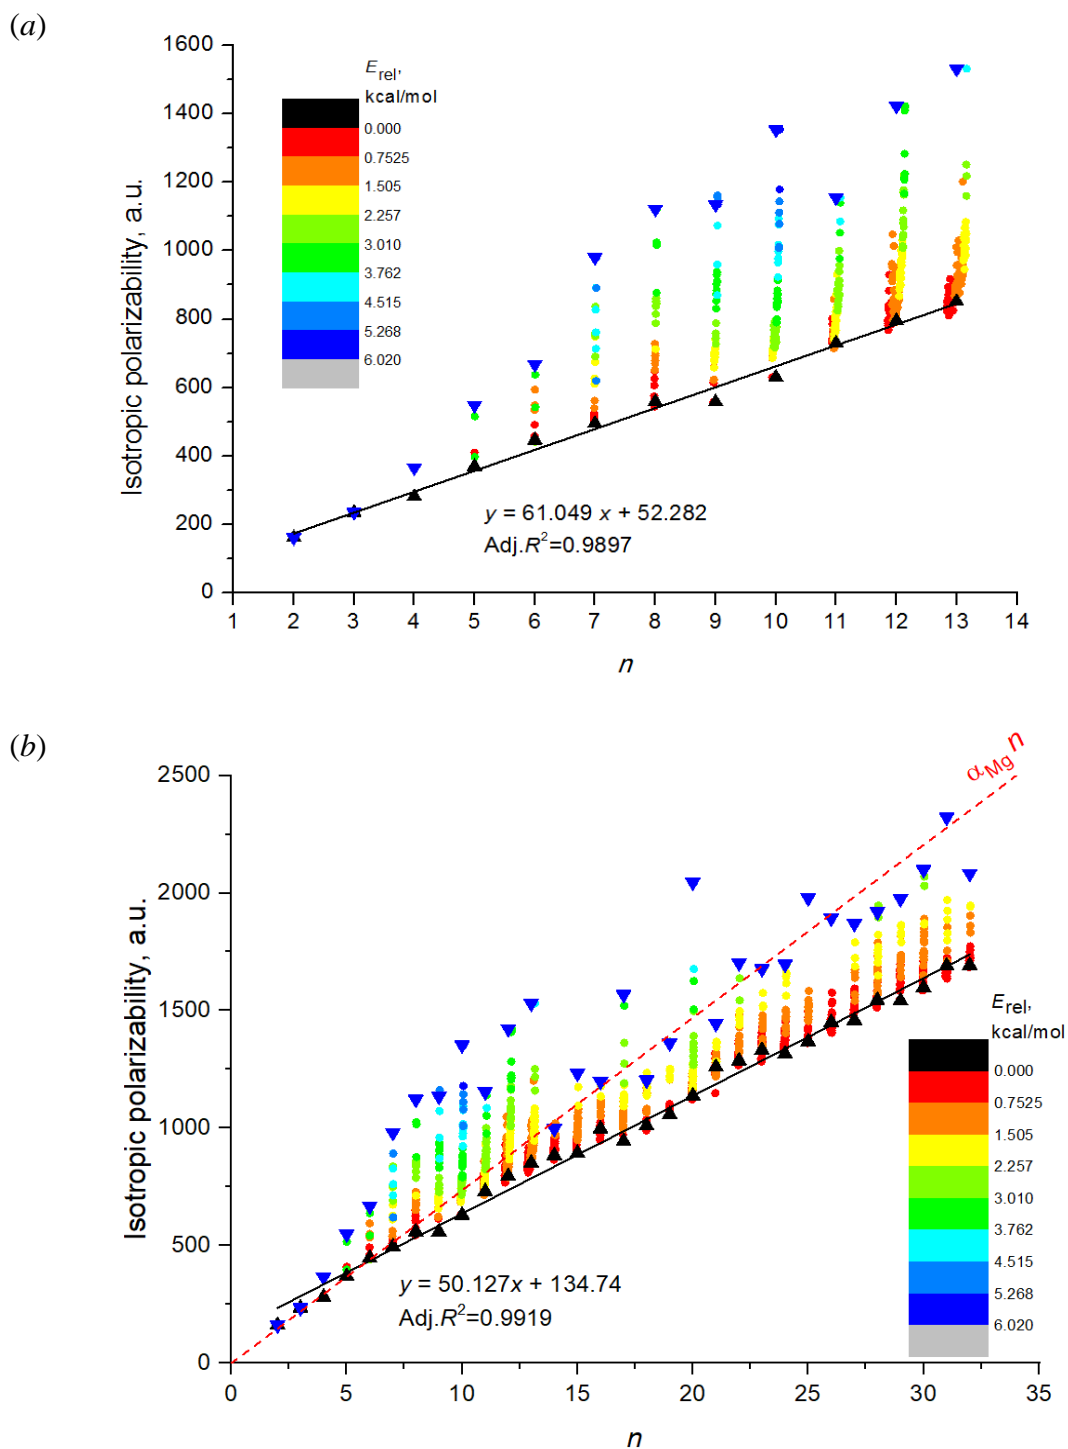 (a)
1600
1400
1200
1000
800
600
400
200
0
Isotropic polarizability, a.u.
E_rel,
kcal/mol
0.000
0.7525
1.505
2.257
3.010
3.762
4.515
5.268
6.020
y = 61.049 x + 52.282
Adj.R²=0.9897
1 2 3 4 5 6 7 8 9 10 11 12 13 14
n
(b)
α_Mg n
2500
2000
1500
1000
500
0
Isotropic polarizability, a.u.
E_rel,
kcal/mol
0.000
0.7525
1.505
2.257
3.010
3.762
4.515
5.268
6.020
y = 50.127x + 134.74
Adj.R²=0.9919
0 5 10 15 20 25 30 35
n